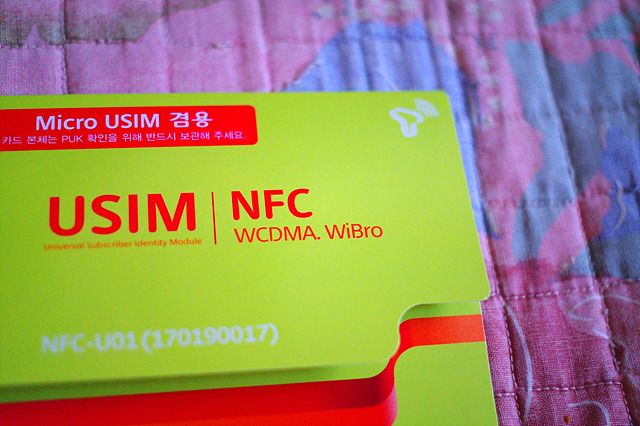 Micro USIM 겸용
카드 본체는 PUK 확인을 위해 반드시 보관해 주세요.
USIM
Universal Subscriber Identity Module
NFC
WCDMA. WiBro
NFC-U01(170190017)